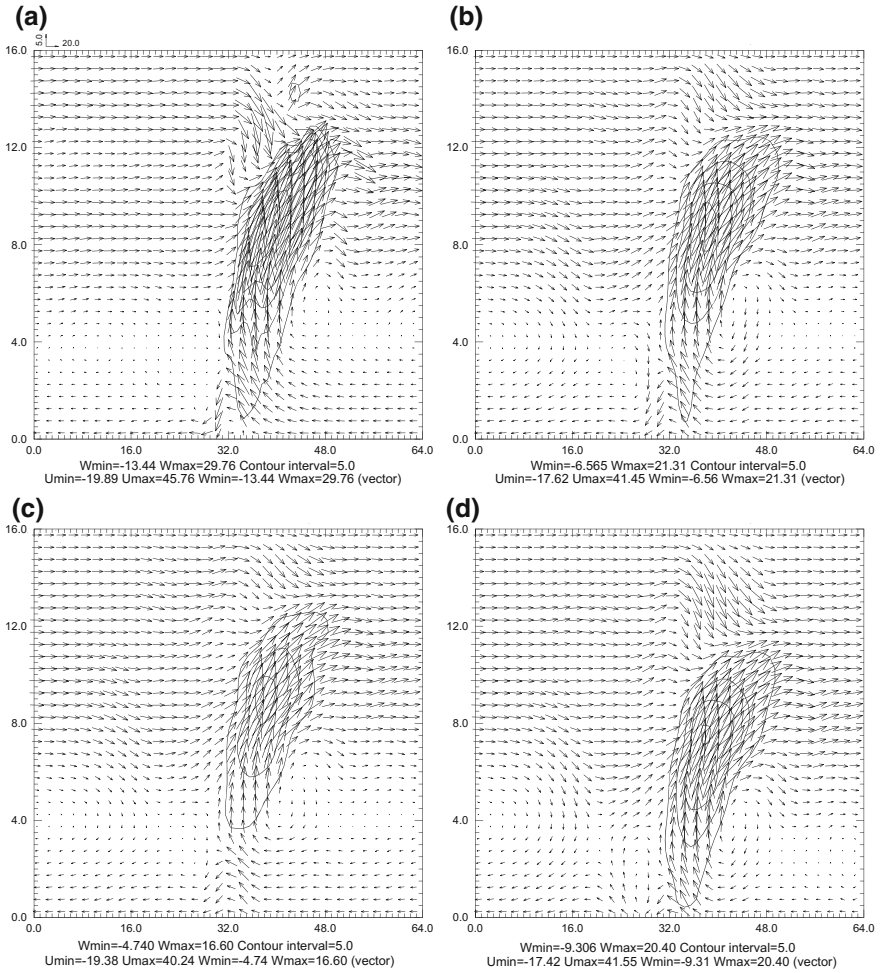 (a)
(b)
5.0
20.0
16.0
12.0
8.0
4.0
0.0
0.0 16.0 32.0 48.0 64.0
Wmin=-13.44 Wmax=29.76 Contour interval=5.0
Umin=-19.89 Umax=45.76 Wmin=-13.44 Wmax=29.76 (vector)
16.0
12.0
8.0
4.0
0.0
0.0 16.0 32.0 48.0 64.0
Wmin=-6.565 Wmax=21.31 Contour interval=5.0
Umin=-17.62 Umax=41.45 Wmin=-6.56 Wmax=21.31 (vector)
(c)
(d)
16.0
12.0
8.0
4.0
0.0
0.0 16.0 32.0 48.0 64.0
Wmin=-4.740 Wmax=16.60 Contour interval=5.0
Umin=-19.38 Umax=40.24 Wmin=-4.74 Wmax=16.60 (vector)
16.0
12.0
8.0
4.0
0.0
0.0 16.0 32.0 48.0 64.0
Wmin=-9.306 Wmax=20.40 Contour interval=5.0
Umin=-17.42 Umax=41.55 Wmin=-9.31 Wmax=20.40 (vector)